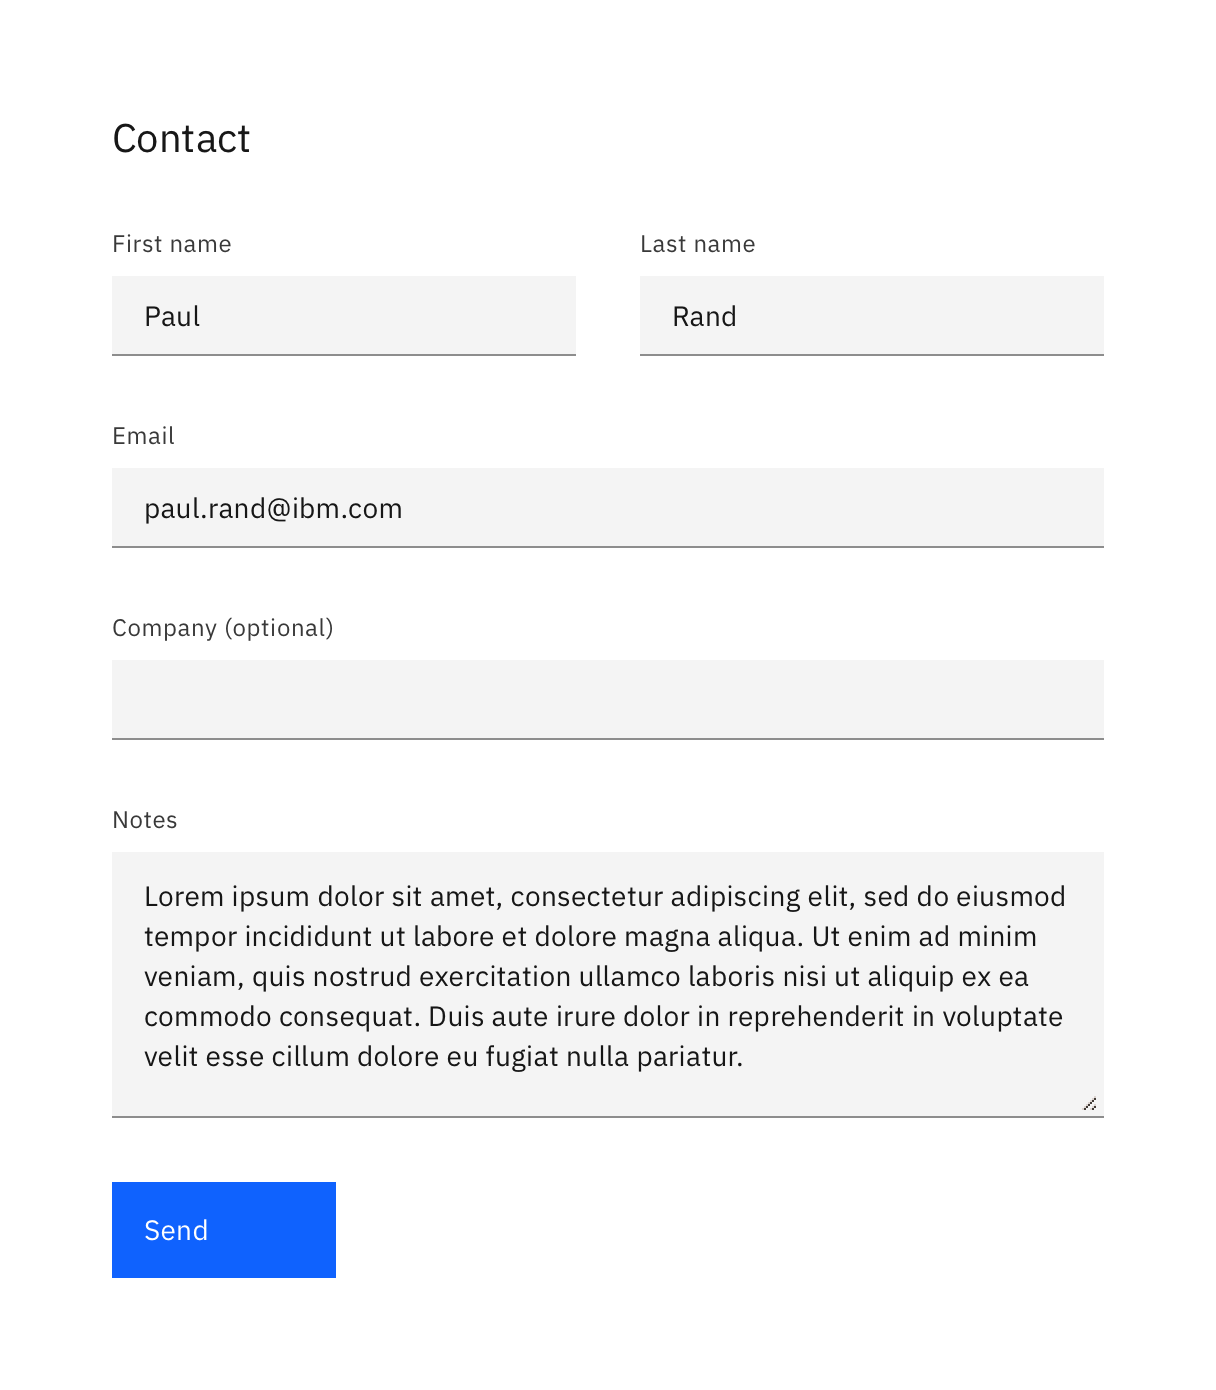 Contact
First name
Last name
Paul
Rand
Email
paul.rand@ibm.com
Company (optional)
Notes
Lorem ipsum dolor sit amet, consectetur adipiscing elit, sed do eiusmod
tempor incididunt ut labore et dolore magna aliqua. Ut enim ad minim
veniam, quis nostrud exercitation ullamco laboris nisi ut aliquip ex ea
commodo consequat. Duis aute irure dolor in reprehenderit in voluptate
velit esse cillum dolore eu fugiat nulla pariatur.
Send